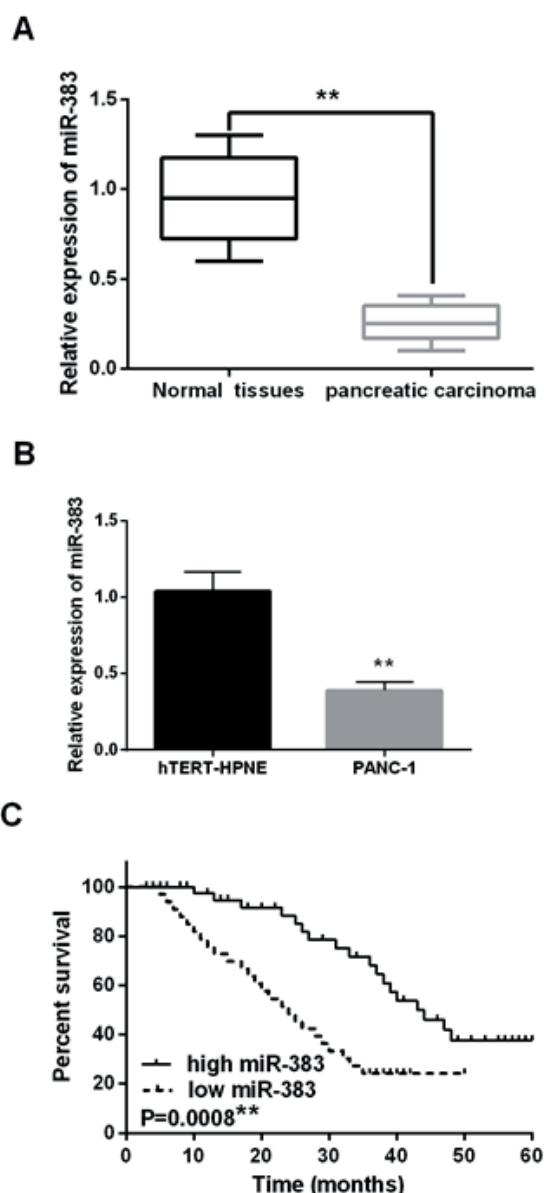 A
Relative expression of miR-383
1.5
1.0
0.5
0.0
**
Normal tissues
pancreatic carcinoma
B
Relative expression of miR-383
1.5
1.0
0.5
0.0
**
hTERT-HPNE
PANC-1
C
Percent survival
100
80
60
40
20
0
high miR-383
low miR-383
P=0.0008**
0 10 20 30 40 50 60
Time (months)